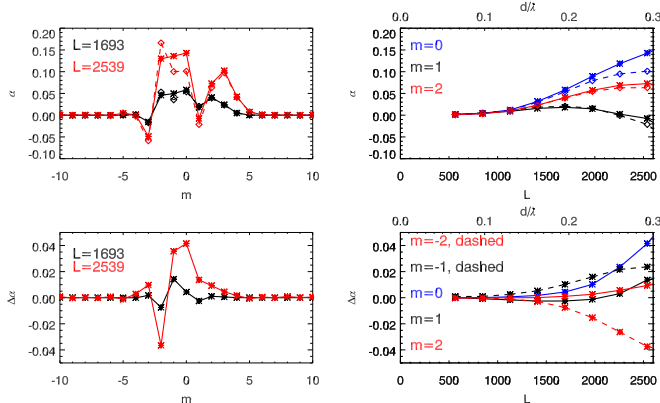 d/ℓ
0.0 0.1 0.2 0.3
0.20
0.15
0.10
0.05
0.00
0.05
0.10
α
L=1693
L=2539
-10 -5 0 5 10
m
0.20
0.15
0.10
0.05
0.00
0.05
0.10
α
m=0
m=1
m=2
0 500 1000 1500 2000 2500
L
d/ℓ
0.0 0.1 0.2 0.3
0.04
0.02
0.00
-0.02
-0.04
Δα
L=1693
L=2539
-10 -5 0 5 10
m
0.04
0.02
0.00
-0.02
-0.04
Δα
m=-2, dashed
m=-1, dashed
m=0
m=1
m=2
0 500 1000 1500 2000 2500
L